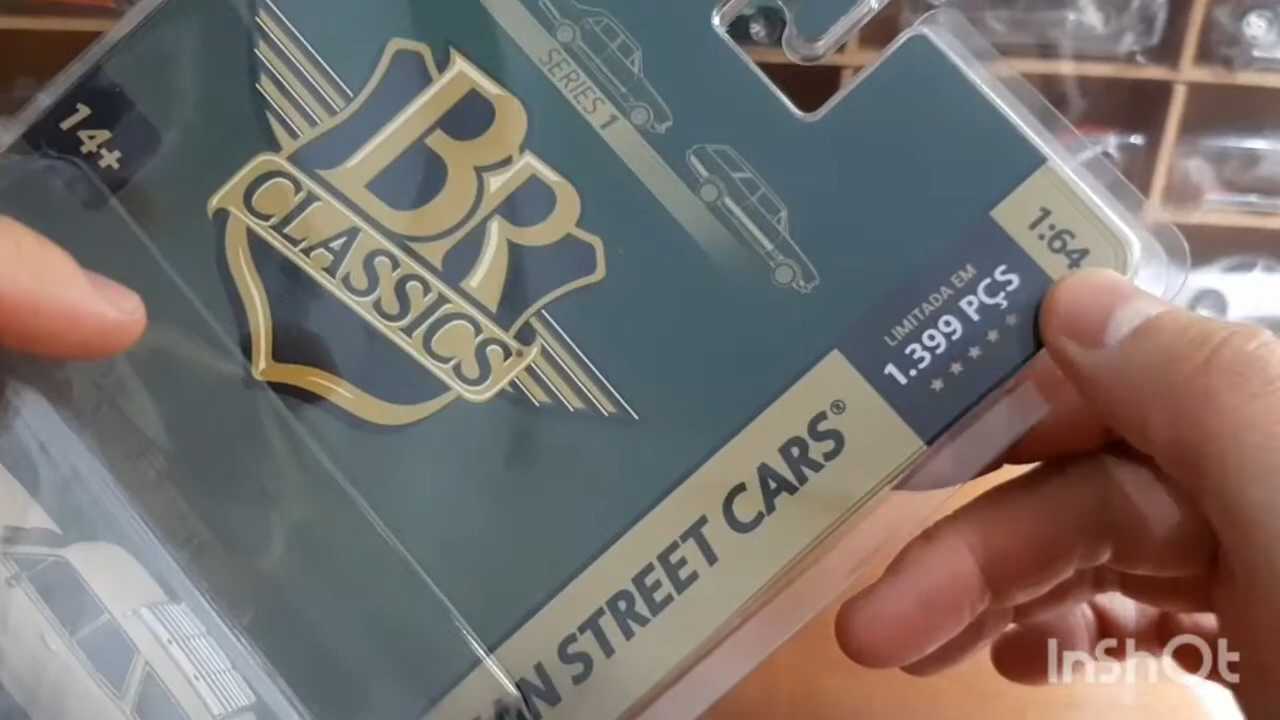 14+
BR
CLASSICS
SERIES 1
1:64
LIMITADA EM
1.399 PÇS
STREET CARS®
InShOt